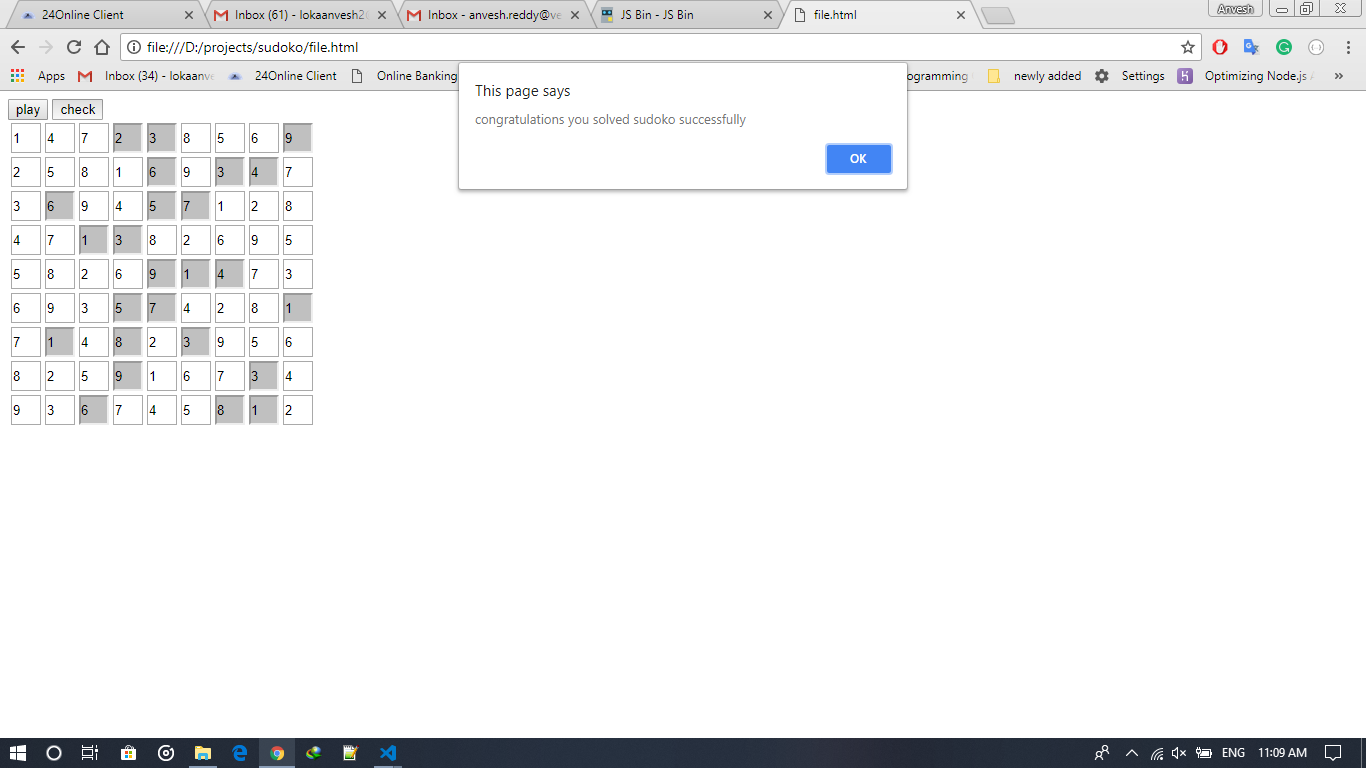 24Online Client
Inbox (61) - lokaanvesh2
Inbox - anvesh.reddy@ve
JS Bin - JS Bin
file.html
Anvesh
file:///D:/projects/sudoko/file.html
Apps Inbox (34) - lokaanve 24Online Client Online Banking ogramming newly added Settings Optimizing Node.js »
This page says
congratulations you solved sudoko successfully
OK
play check
1 4 7 2 3 8 5 6 9
2 5 8 1 6 9 3 4 7
3 6 9 4 5 7 1 2 8
4 7 1 3 8 2 6 9 5
5 8 2 6 9 1 4 7 3
6 9 3 5 7 4 2 8 1
7 1 4 8 2 3 9 5 6
8 2 5 9 1 6 7 3 4
9 3 6 7 4 5 8 1 2
ENG 11:09 AM